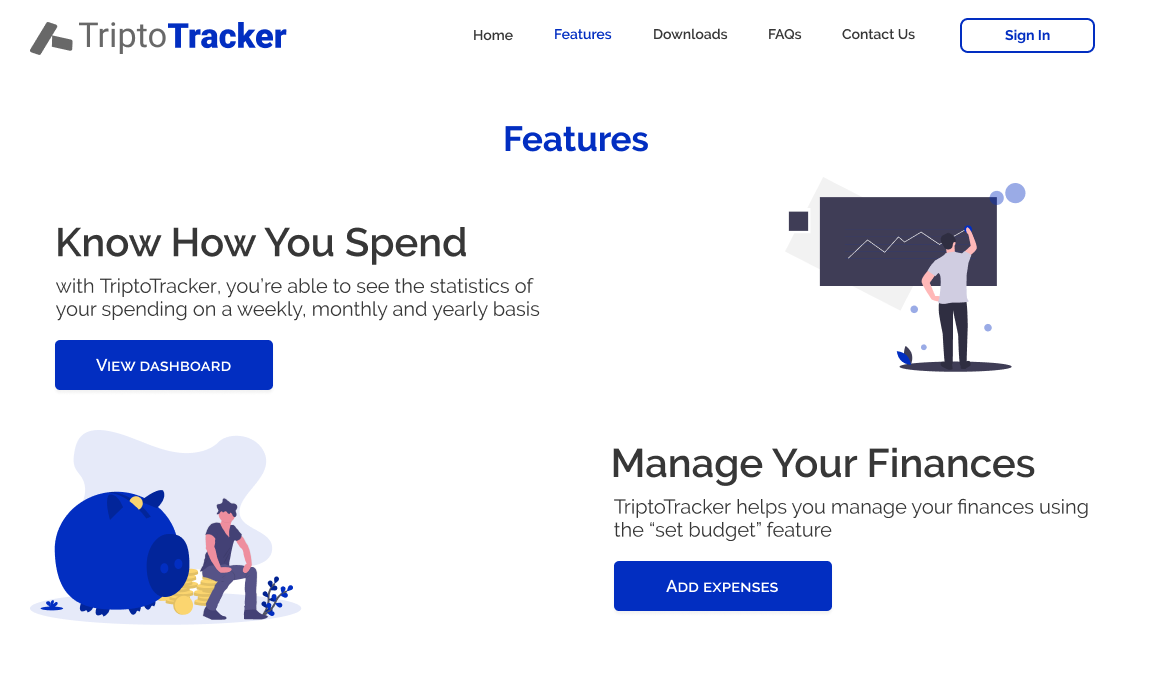 TriptoTracker
Home
Features
Downloads
FAQs
Contact Us
Sign In
Features
Know How You Spend
with TriptoTracker, you're able to see the statistics of
your spending on a weekly, monthly and yearly basis
View dashboard
Manage Your Finances
TriptoTracker helps you manage your finances using
the “set budget” feature
Add expenses